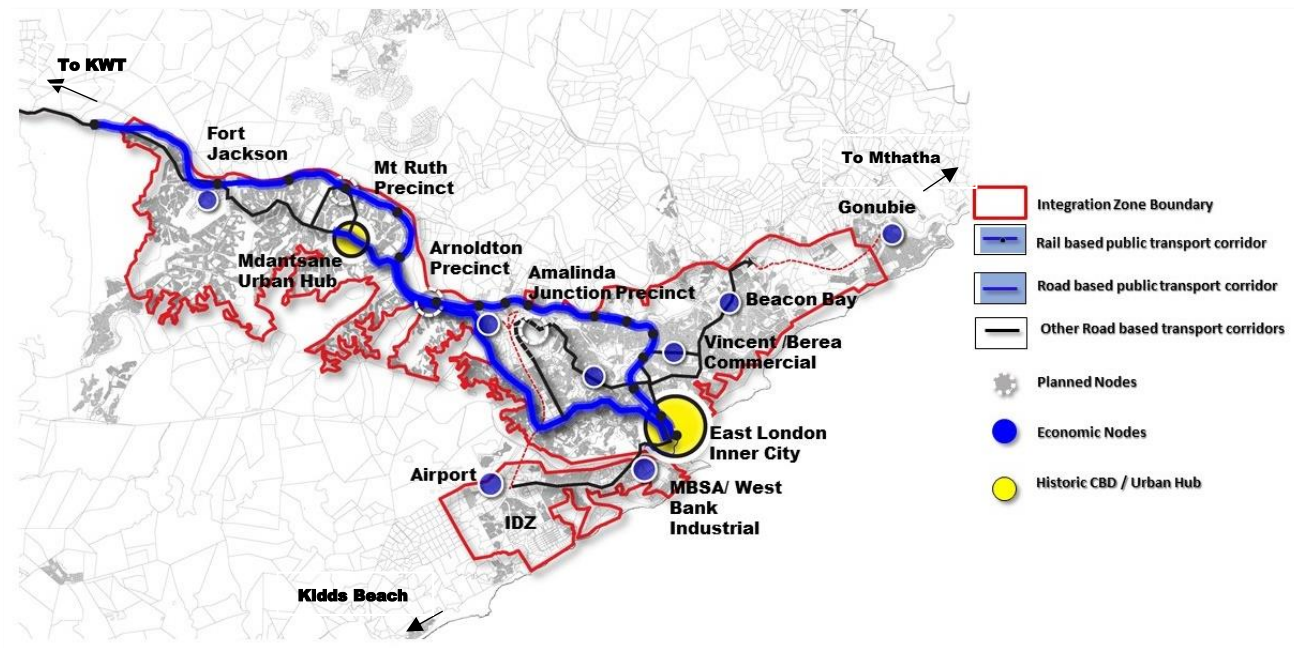 To KWT
Fort
Jackson
Mt Ruth
Precinct
To Mthatha
Gonubie
Mdantsane
Urban Hub
Arnoldton
Precinct
Amalinda
Junction Precinct
Beacon Bay
Vincent /Berea
Commercial
East London
Inner City
Airport
MBSA/ West
Bank
Industrial
IDZ
Kidds Beach
Integration Zone Boundary
Rail based public transport corridor
Road based public transport corridor
Other Road based transport corridors
Planned Nodes
Economic Nodes
Historic CBD / Urban Hub